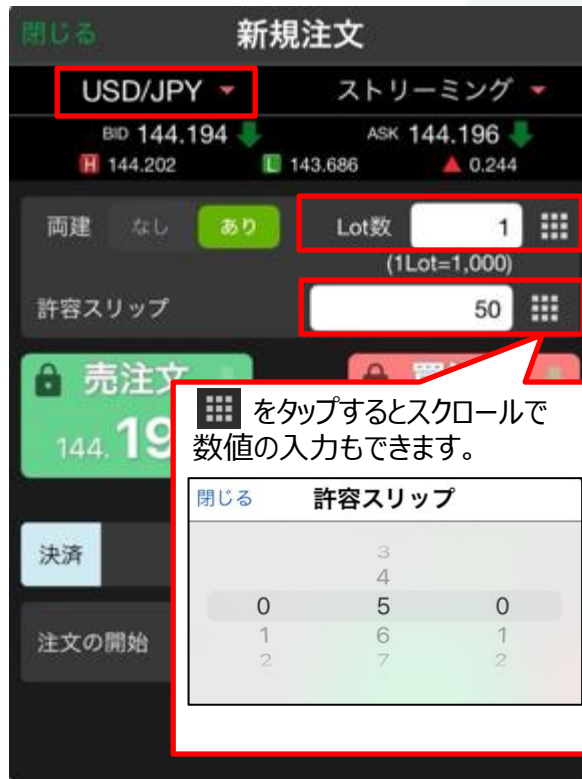 閉じる 新規注文
USD/JPY ストリーミング
BID 144.194 ASK 144.196
H 144.202 L 143.686 0.244
両建 なし あり Lot数 1
(1Lot=1,000)
許容スリップ 50
売注文
144. 19
をタップするとスクロールで
数値の入力もできます。
閉じる 許容スリップ
3
4
0 5 0
1 6 1
2 7 2
決済
注文の開始